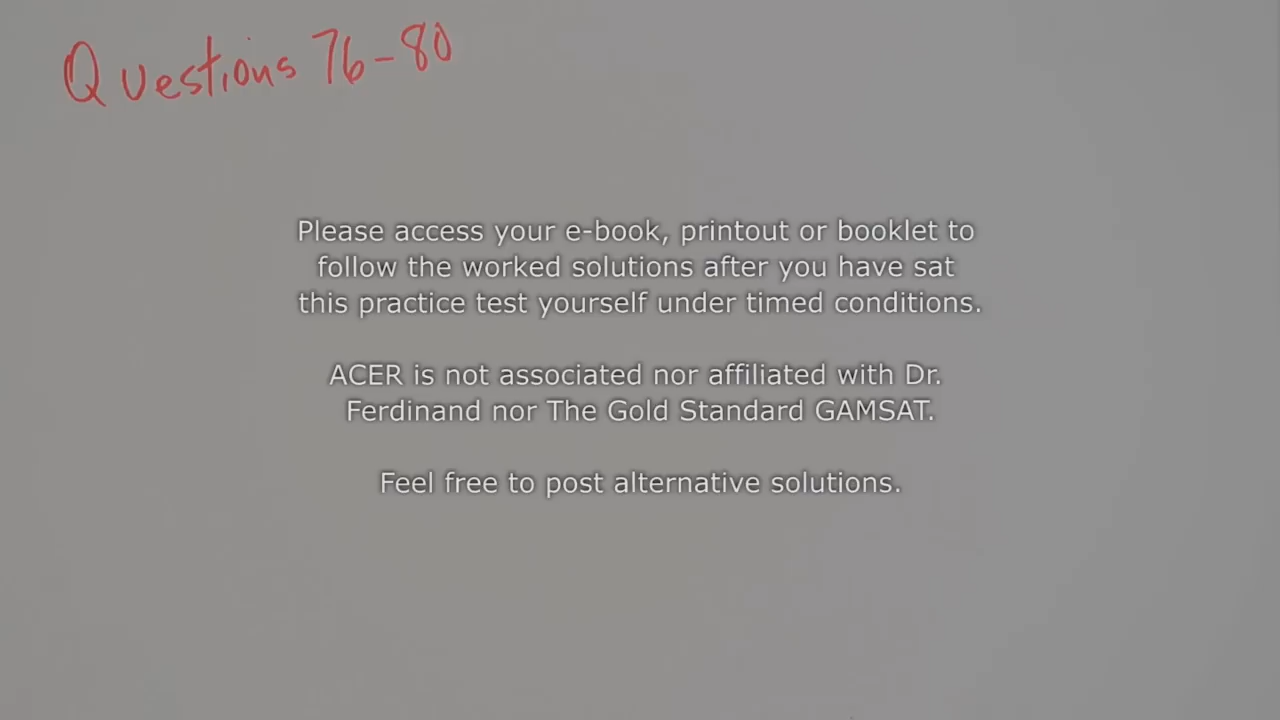 Questions 76-80
Please access your e-book, printout or booklet to
follow the worked solutions after you have sat
this practice test yourself under timed conditions.
ACER is not associated nor affiliated with Dr.
Ferdinand nor The Gold Standard GAMSAT.
Feel free to post alternative solutions.